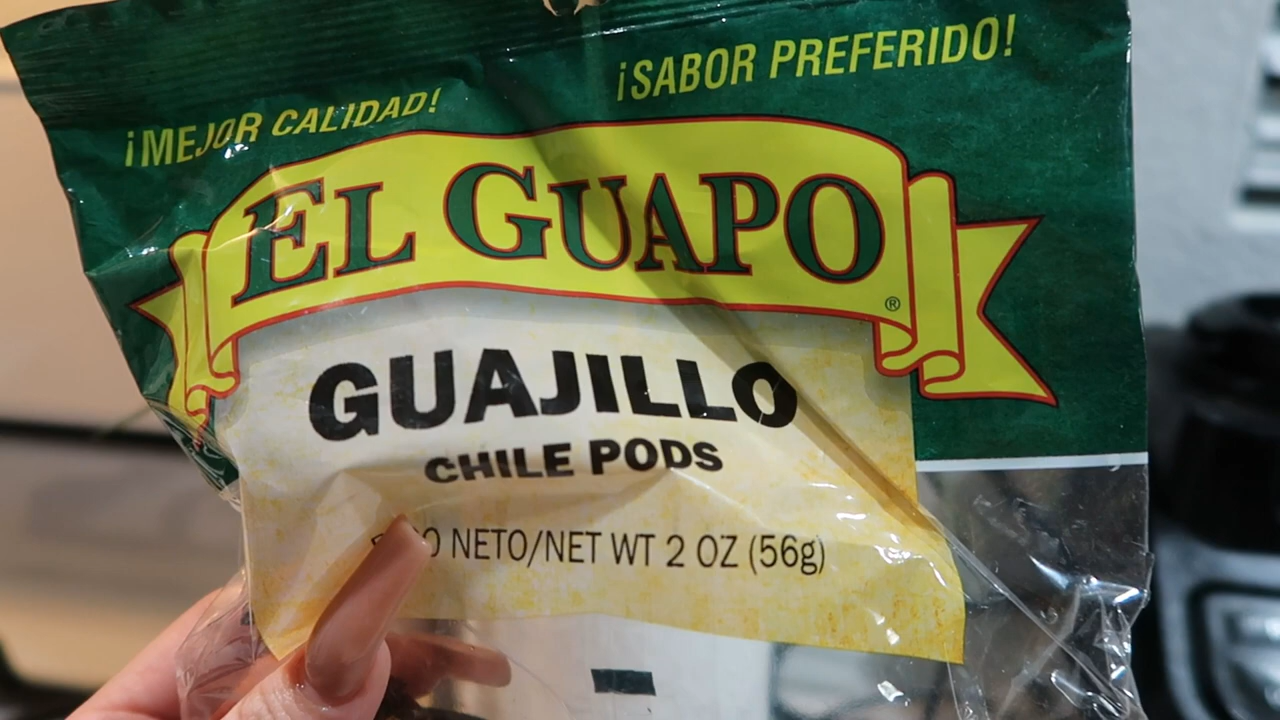 ¡MEJOR CALIDAD!
¡SABOR PREFERIDO!
EL GUAPO®
GUAJILLO
CHILE PODS
NETO/NET WT 2 OZ (56g)